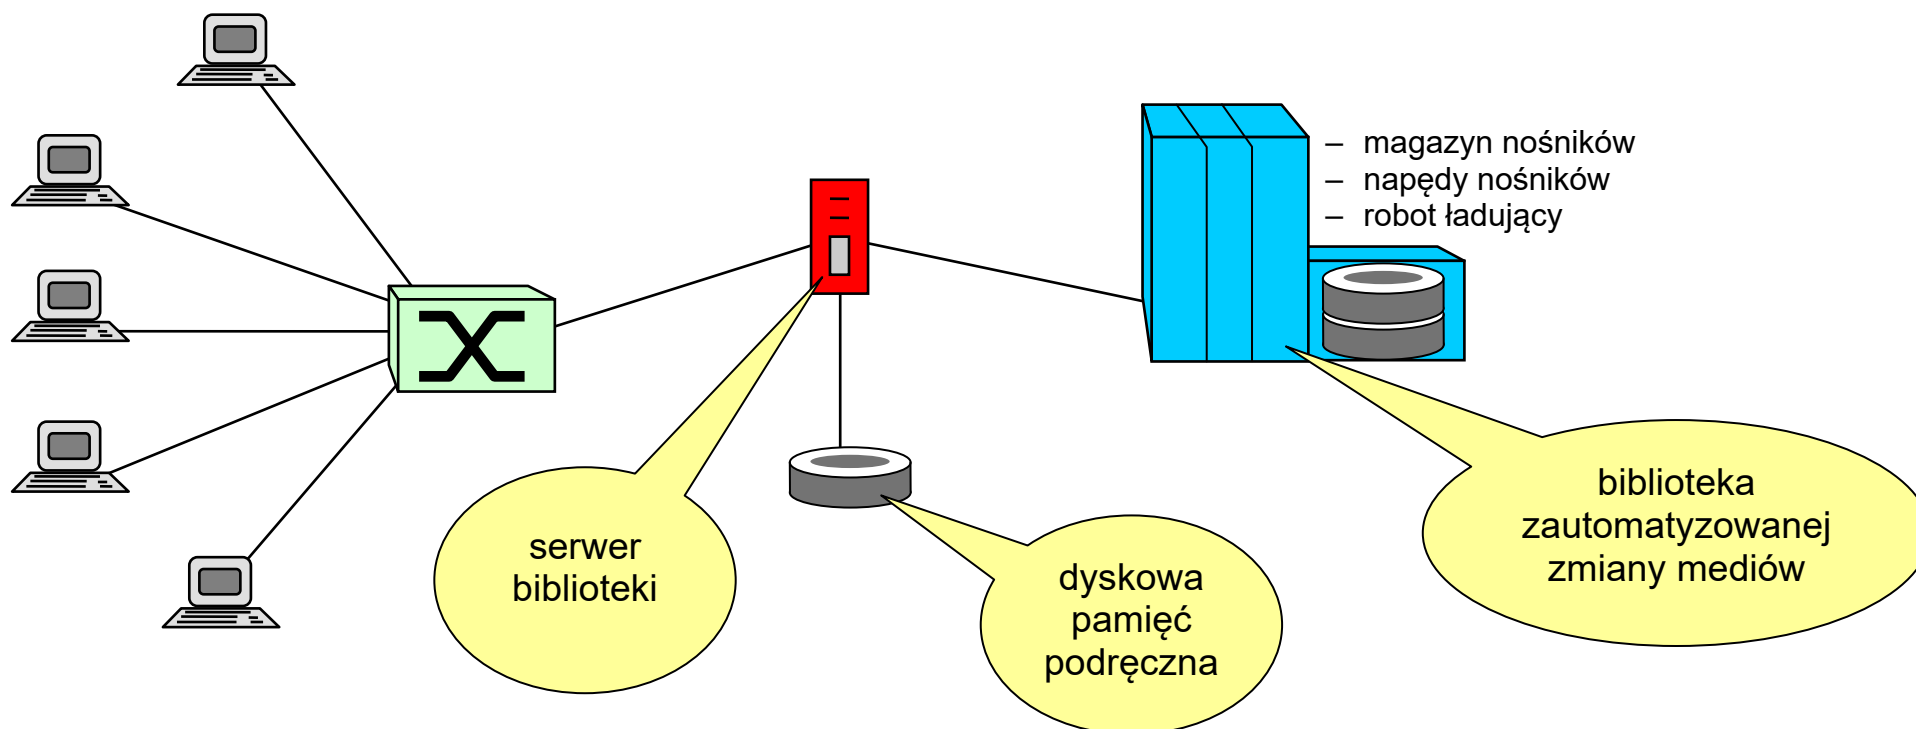 – magazyn nośników
– napędy nośników
– robot ładujący
serwer
biblioteki
dyskowa
pamięć
podręczna
biblioteka
zautomatyzowanej
zmiany mediów